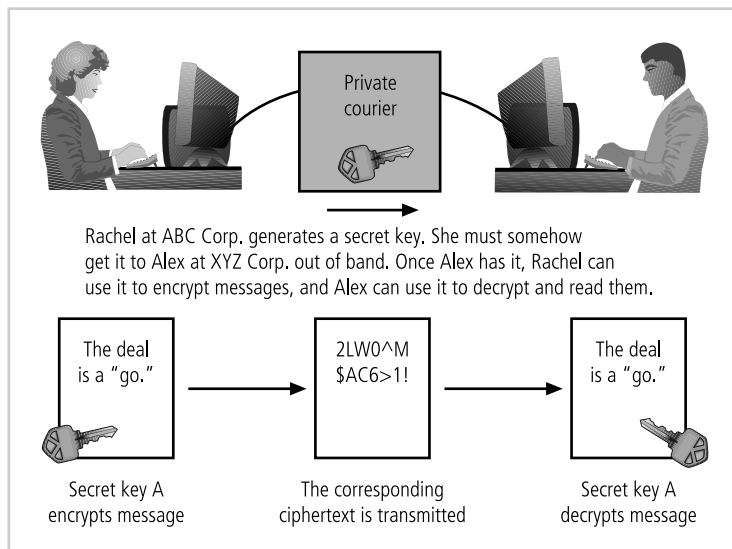 Private
courier
Rachel at ABC Corp. generates a secret key. She must somehow
get it to Alex at XYZ Corp. out of band. Once Alex has it, Rachel can
use it to encrypt messages, and Alex can use it to decrypt and read them.
The deal
is a “go.”
2LW0^M
$AC6>1!
The deal
is a “go.”
Secret key A
encrypts message
The corresponding
ciphertext is transmitted
Secret key A
decrypts message